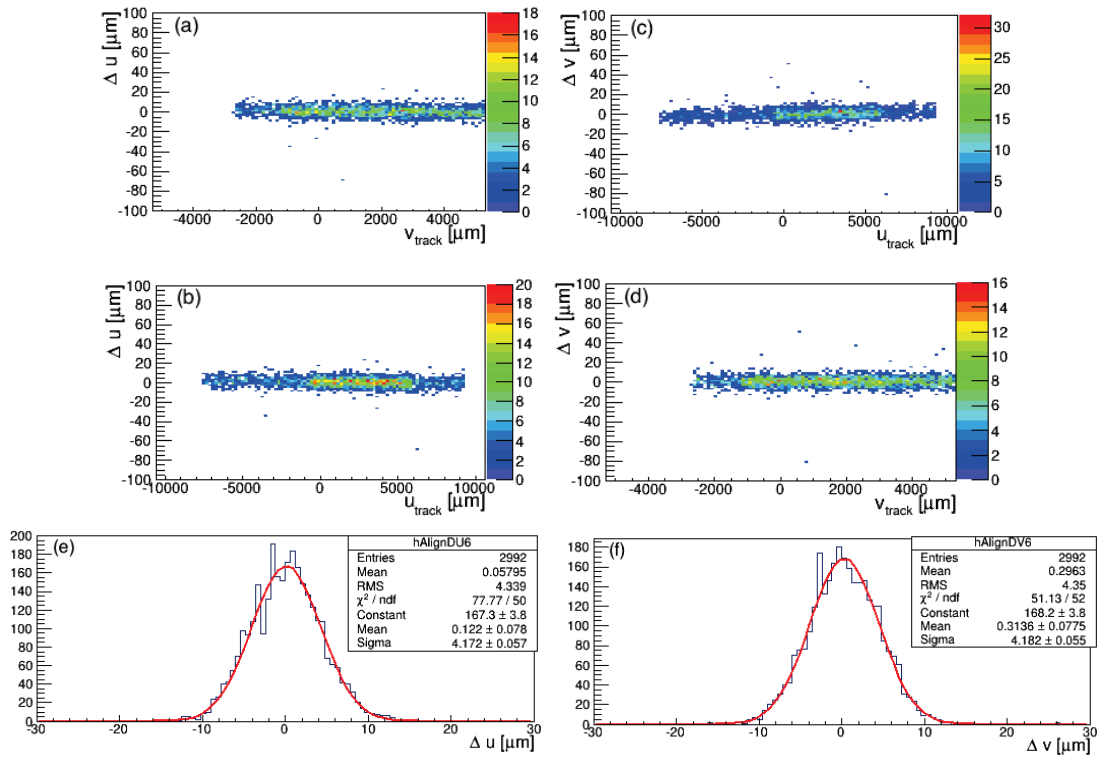 (a)
Δ u [μm]
100
80
60
40
20
0
-20
-40
-60
-80
-100
-4000 -2000 0 2000 4000
v_track [μm]
18
16
14
12
10
8
6
4
2
0
(c)
Δ v [μm]
100
80
60
40
20
0
-20
-40
-60
-80
-100
-10000 -5000 0 5000 10000
u_track [μm]
30
25
20
15
10
5
0
(b)
Δ u [μm]
100
80
60
40
20
0
-20
-40
-60
-80
-100
-10000 -5000 0 5000 10000
u_track [μm]
20
18
16
14
12
10
8
6
4
2
0
(d)
Δ v [μm]
100
80
60
40
20
0
-20
-40
-60
-80
-100
-4000 -2000 0 2000 4000
v_track [μm]
16
14
12
10
8
6
4
2
0
(e)
200
180
160
140
120
100
80
60
40
20
0
-30 -20 -10 0 10 20 30
Δ u [μm]
hAlignDU6
Entries 2992
Mean 0.05795
RMS 4.339
χ² / ndf 77.77 / 50
Constant 167.3 ± 3.8
Mean 0.122 ± 0.078
Sigma 4.172 ± 0.057
(f)
180
160
140
120
100
80
60
40
20
0
-30 -20 -10 0 10 20 30
Δ v [μm]
hAlignDV6
Entries 2992
Mean 0.2963
RMS 4.35
χ² / ndf 51.13 / 52
Constant 168.2 ± 3.8
Mean 0.3136 ± 0.0775
Sigma 4.182 ± 0.055